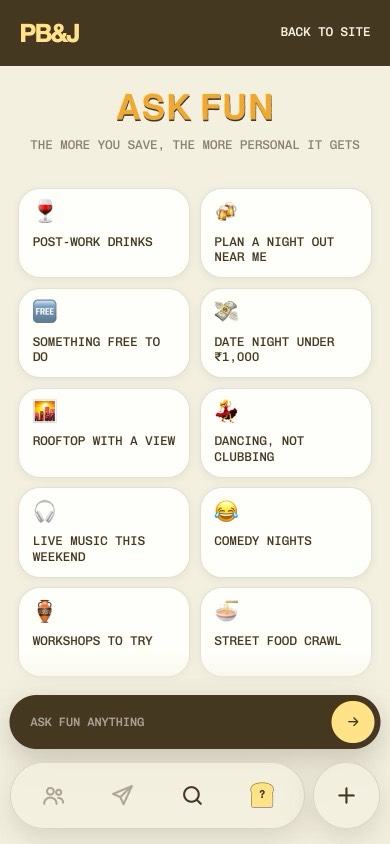 PB&J
BACK TO SITE
ASK FUN
THE MORE YOU SAVE, THE MORE PERSONAL IT GETS
POST-WORK DRINKS
PLAN A NIGHT OUT
NEAR ME
FREE
SOMETHING FREE TO
DO
DATE NIGHT UNDER
₹1,000
ROOFTOP WITH A VIEW
DANCING, NOT
CLUBBING
LIVE MUSIC THIS
WEEKEND
COMEDY NIGHTS
WORKSHOPS TO TRY
STREET FOOD CRAWL
ASK FUN ANYTHING
?